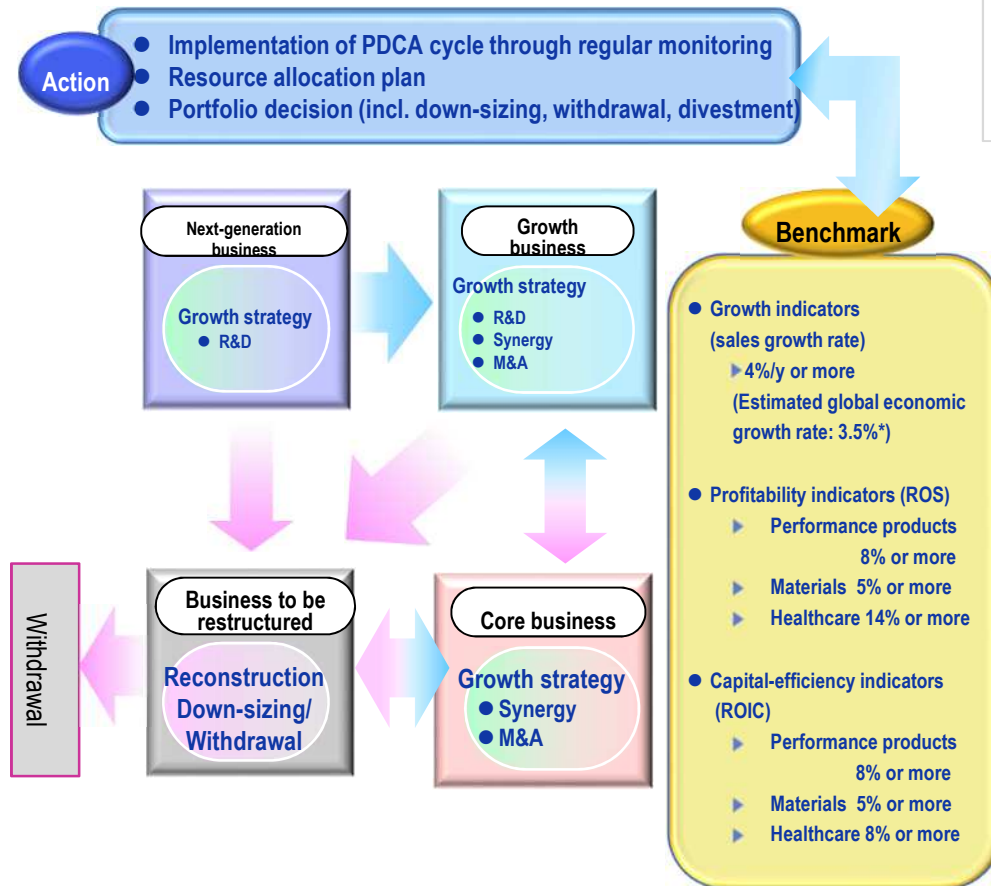 Action
● Implementation of PDCA cycle through regular monitoring
● Resource allocation plan
● Portfolio decision (incl. down-sizing, withdrawal, divestment)
Next-generation
business
Growth strategy
● R&D
Growth
business
Growth strategy
● R&D
● Synergy
● M&A
Withdrawal
Business to be
restructured
Reconstruction
Down-sizing/
Withdrawal
Core business
Growth strategy
● Synergy
● M&A
Benchmark
● Growth indicators
(sales growth rate)
4%/y or more
(Estimated global economic
growth rate: 3.5%*)
● Profitability indicators (ROS)
Performance products
8% or more
Materials 5% or more
Healthcare 14% or more
● Capital-efficiency indicators
(ROIC)
Performance products
8% or more
Materials 5% or more
Healthcare 8% or more